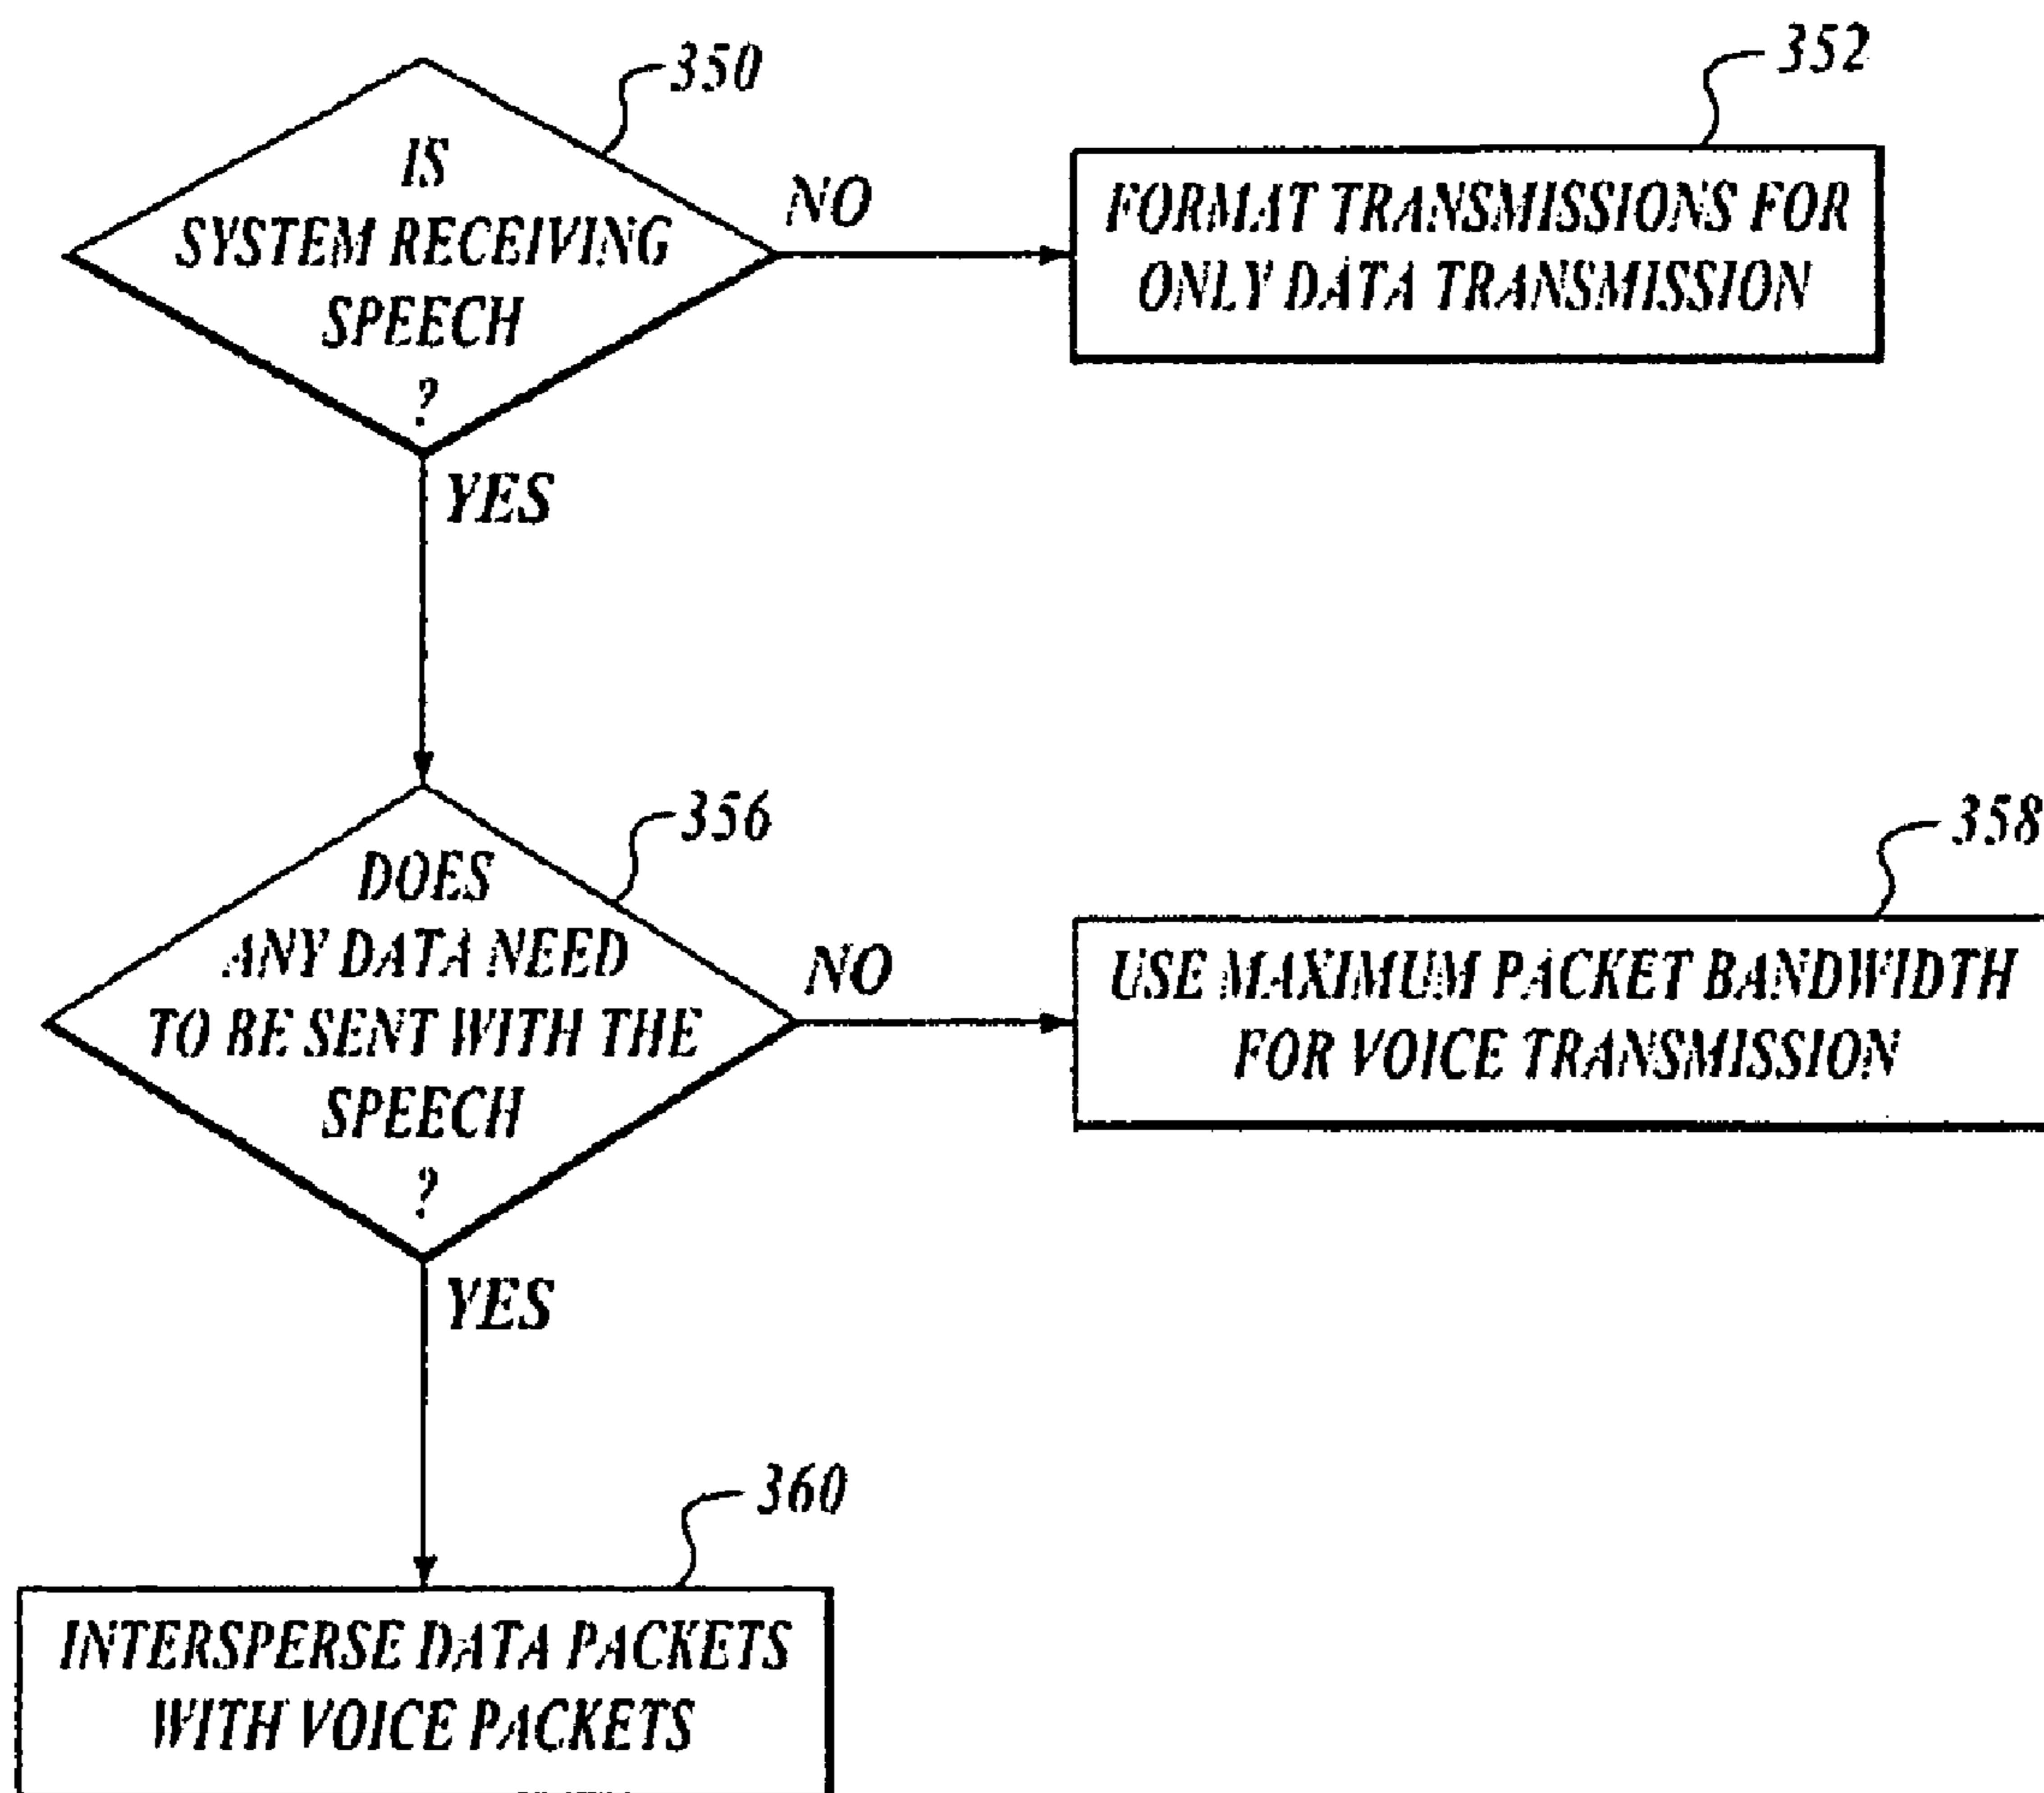 350
IS
SYSTEM RECEIVING
SPEECH
?
NO
352
FORMAT TRANSMISSIONS FOR
ONLY DATA TRANSMISSION
YES
356
DOES
ANY DATA NEED
TO BE SENT WITH THE
SPEECH
?
NO
358
USE MAXIMUM PACKET BANDWIDTH
FOR VOICE TRANSMISSION
YES
360
INTERSPERSE DATA PACKETS
WITH VOICE PACKETS